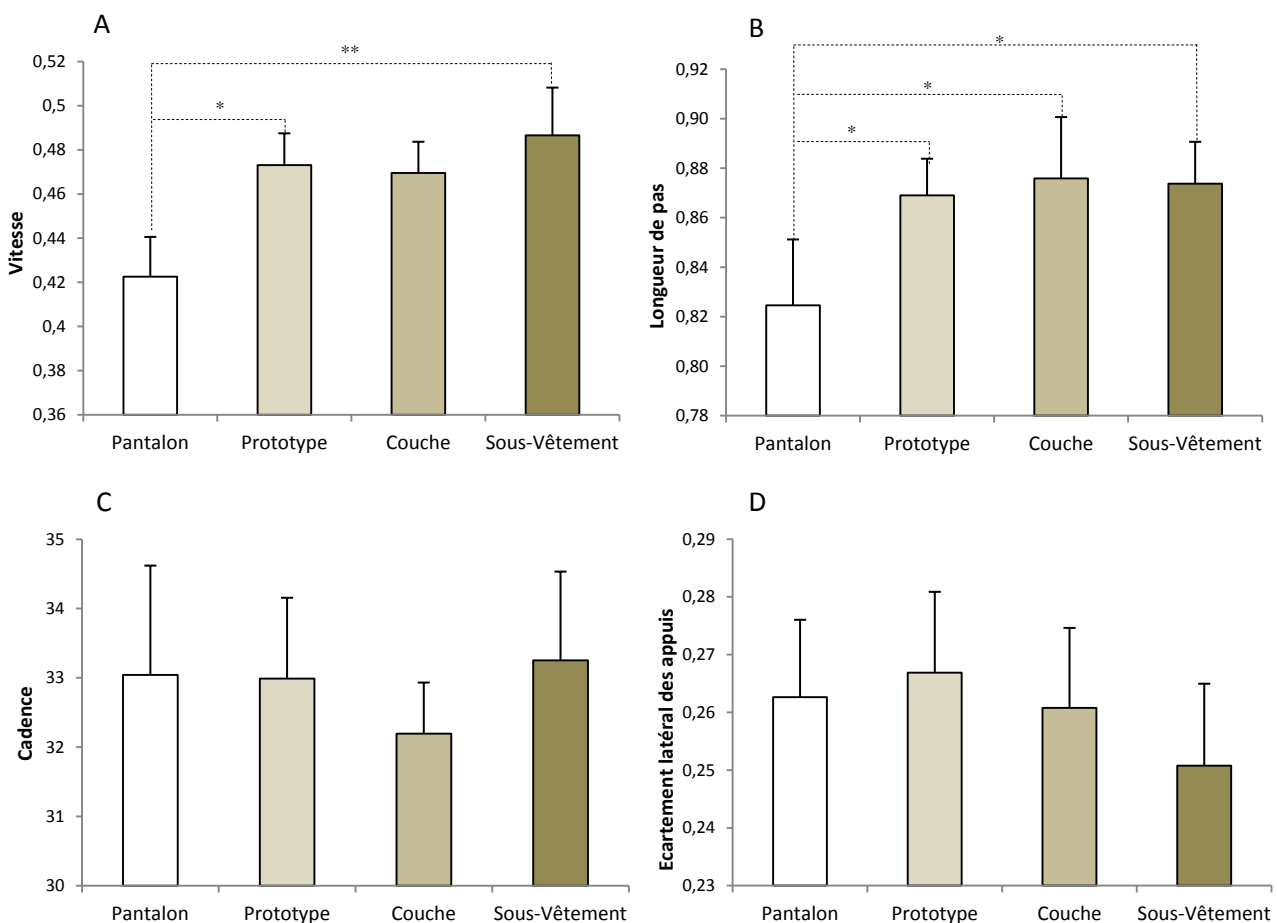 A
**
*
0,52
0,5
0,48
0,46
0,44
0,42
0,4
0,38
0,36
Vitesse
Pantalon Prototype Couche Sous-Vêtement
B
*
*
*
0,92
0,90
0,88
0,86
0,84
0,82
0,80
0,78
Longueur de pas
Pantalon Prototype Couche Sous-Vêtement
C
35
34
33
32
31
30
Cadence
Pantalon Prototype Couche Sous-Vêtement
D
0,29
0,28
0,27
0,26
0,25
0,24
0,23
Ecartement latéral des appuis
Pantalon Prototype Couche Sous-Vêtement